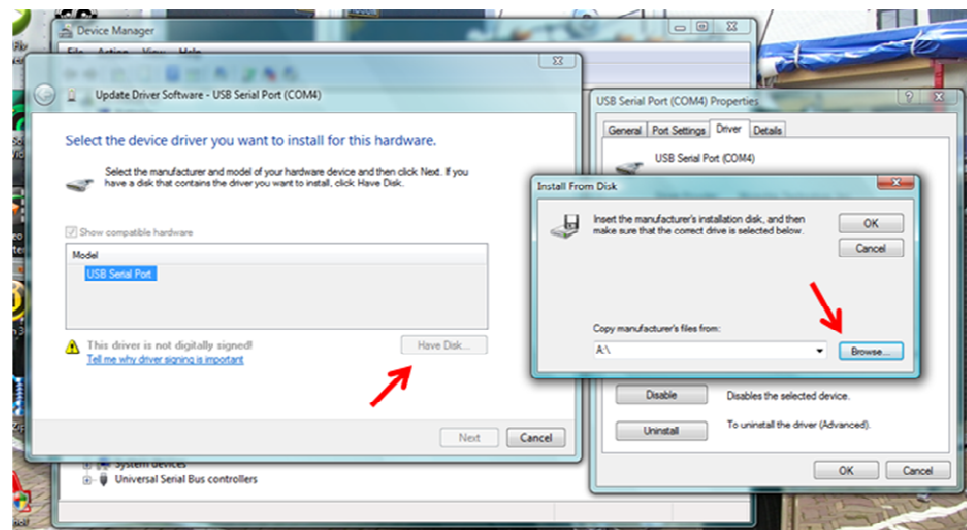 Device Manager
File Action View Help
Update Driver Software - USB Serial Port (COM4)
Select the device driver you want to install for this hardware.
Select the manufacturer and model of your hardware device and then click Next. If you
have a disk that contains the driver you want to install, click Have Disk.
Show compatible hardware
Model
USB Serial Port
This driver is not digitally signed!
Tell me why driver signing is important
Have Disk...
Next
Cancel
System devices
Universal Serial Bus controllers
USB Serial Port (COM4) Properties
General
Port Settings
Driver
Details
USB Serial Port (COM4)
Install From Disk
Insert the manufacturer's installation disk, and then
make sure that the correct drive is selected below.
OK
Cancel
Copy manufacturer's files from:
A:\
Browse...
Disable
Disables the selected device.
Uninstall
To uninstall the driver (Advanced).
OK
Cancel